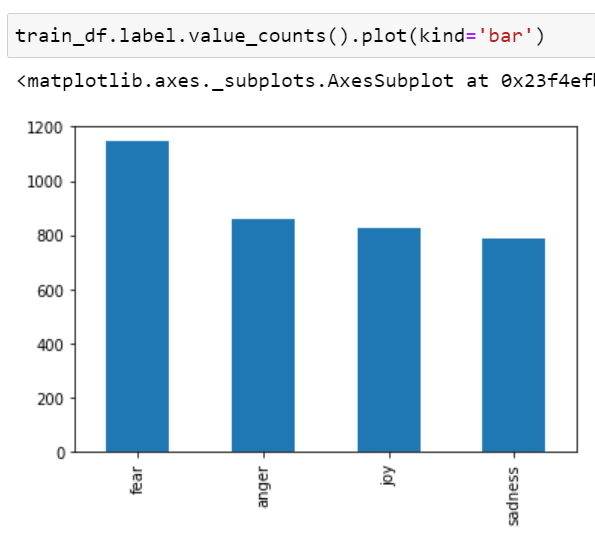 train_df.label.value_counts().plot(kind='bar')
<matplotlib.axes._subplots.AxesSubplot at
1200
1000
800
600
400
200
0
fear
anger
joy
sadness